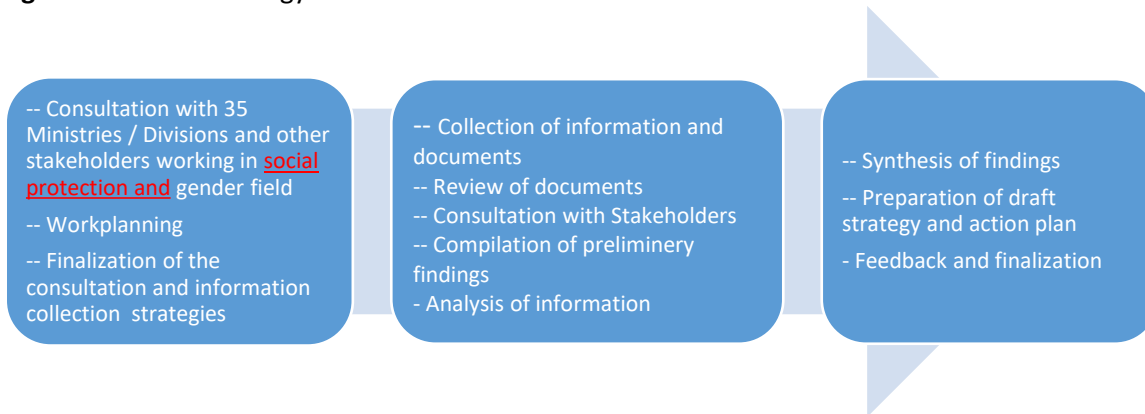 -- Consultation with 35
Ministries / Divisions and other
stakeholders working in social
protection and gender field
-- Workplanning
-- Finalization of the
consultation and information
collection strategies
-- Collection of information and
documents
-- Review of documents
-- Consultation with Stakeholders
-- Compilation of preliminery
findings
- Analysis of information
-- Synthesis of findings
-- Preparation of draft
strategy and action plan
- Feedback and finalization